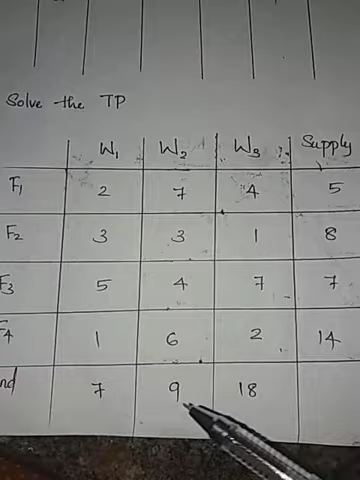 Solve the TP
W1 W2 W3 Supply
F1 2 7 4 5
F2 3 3 1 8
F3 5 4 7 7
F4 1 6 2 14
nd 7 9 18